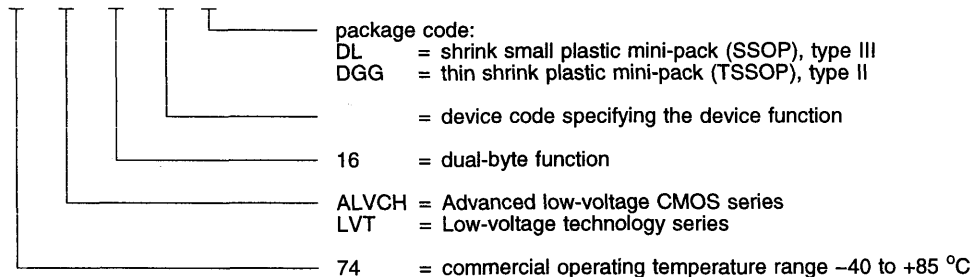 package code:
DL = shrink small plastic mini-pack (SSOP), type III
DGG = thin shrink plastic mini-pack (TSSOP), type II
= device code specifying the device function
16 = dual-byte function
ALVCH = Advanced low-voltage CMOS series
LVT = Low-voltage technology series
74 = commercial operating temperature range –40 to +85 °C